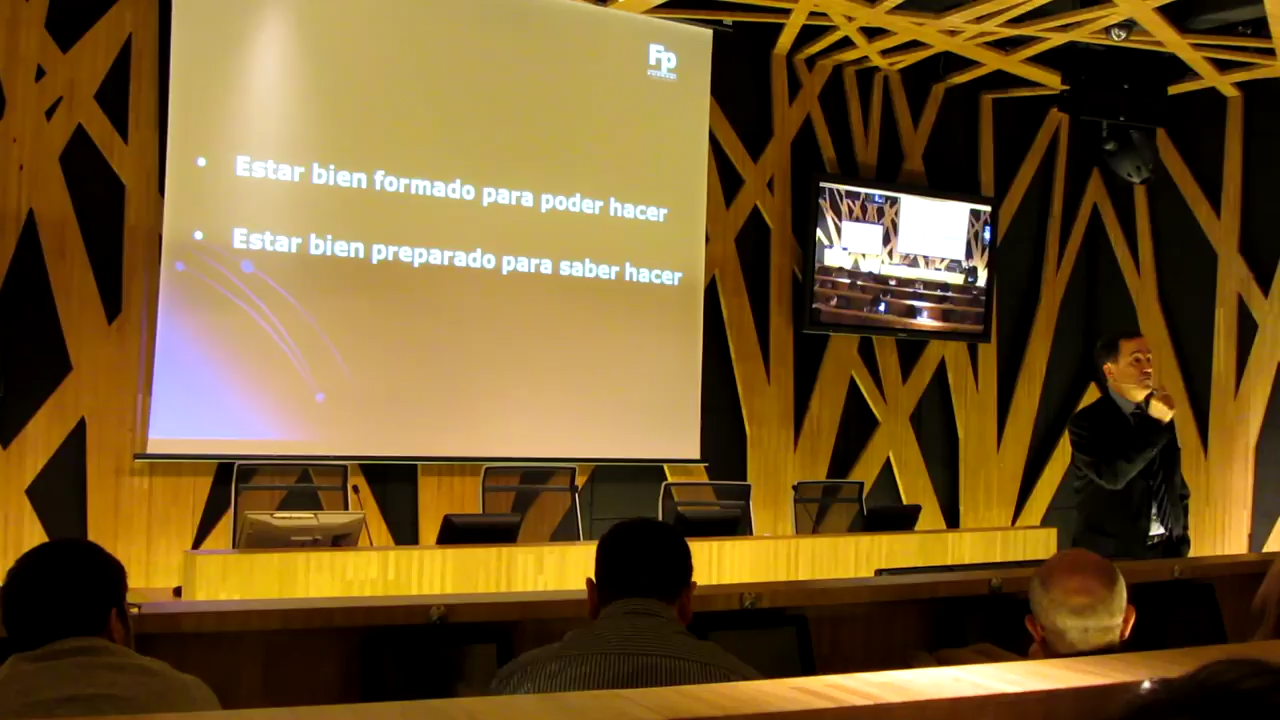 Fp
• Estar bien formado para poder hacer
• Estar bien preparado para saber hacer